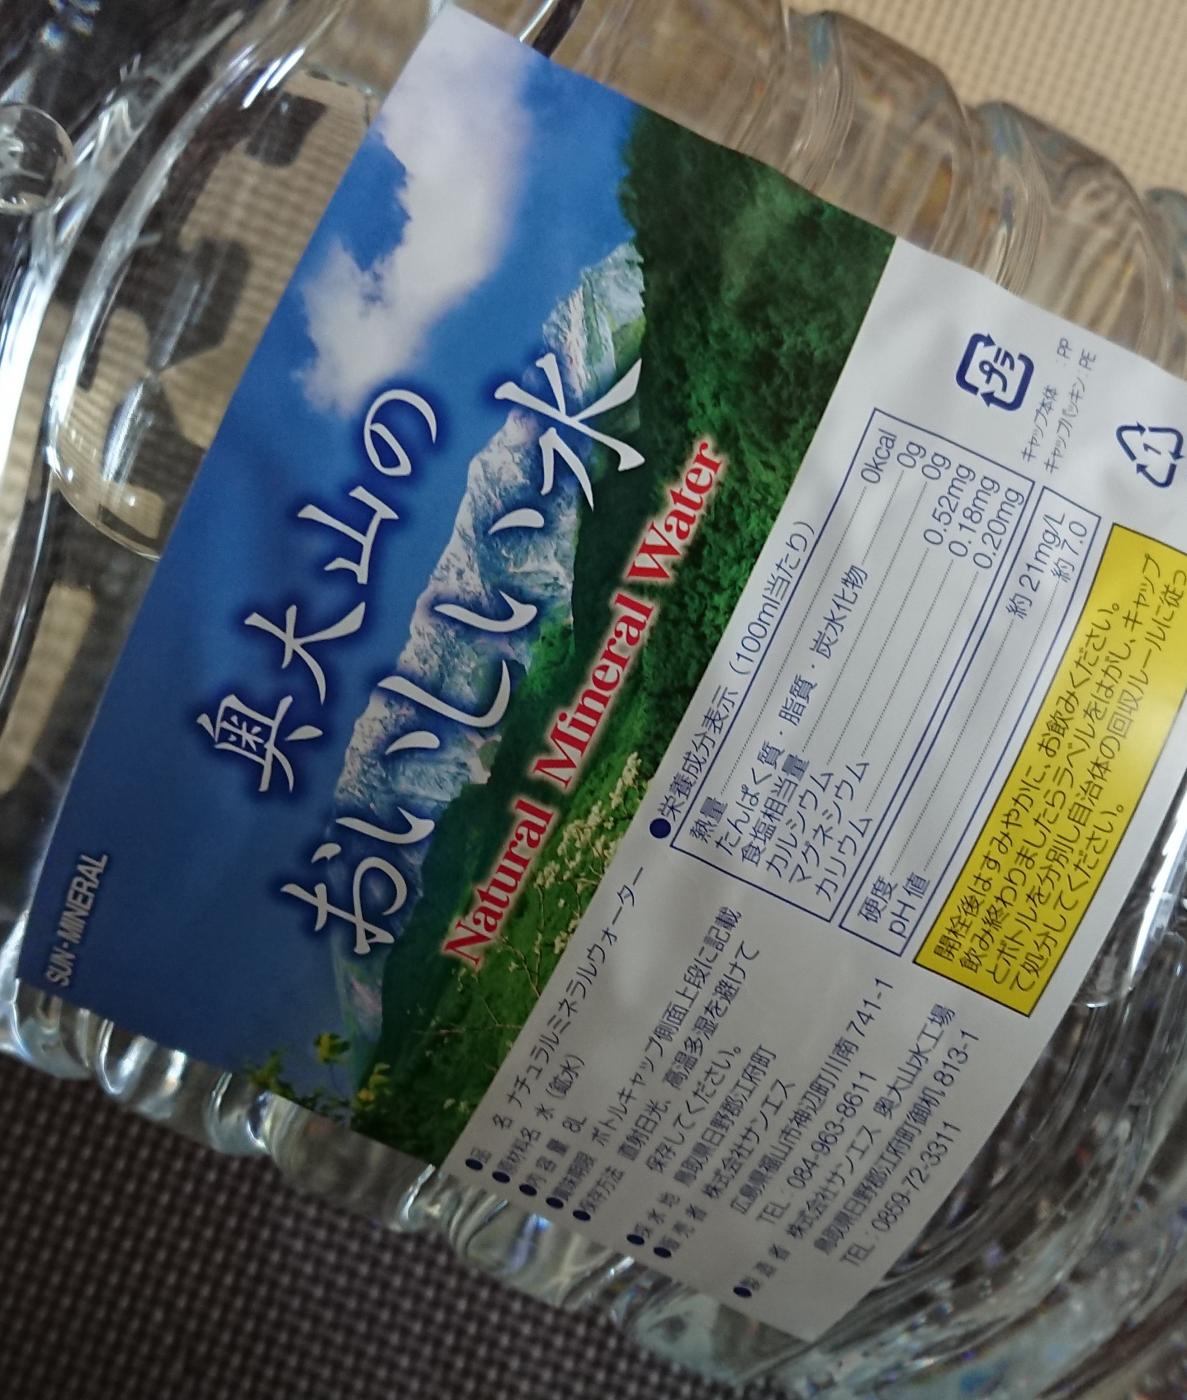 SUN・MINERAL
奥大山の
おいしい水
Natural Mineral Water
●品 名 ナチュラルミネラルウォーター
●原材料名 水（鉱水）
●内 容 量 8L
●賞味期限 ボトルキャップ側面上段に記載
●保存方法 直射日光、高温多湿を避けて
保存してください。
●採 水 地 鳥取県日野郡江府町
●販 売 者 株式会社サンエス
広島県福山市神辺町川南741-1
TEL：084-963-8611
●製 造 者 株式会社サンエス 奥大山水工場
鳥取県日野郡江府町御机813-1
TEL：0859-72-3311
●栄養成分表示（100ml当たり）
熱量 0kcal
たんぱく質・脂質・炭水化物 0g
食塩相当量 0g
カルシウム 0.52mg
マグネシウム 0.18mg
カリウム 0.20mg
硬度 約21mg/L
pH値 約7.0
プラ
キャップ本体 ：PP
キャップパッキン：PE
1
開栓後はすみやかに、お飲みください。
飲み終わりましたらラベルをはがし、キャップ
とボトルを分別し自治体の回収ルールに従っ
て処分してください。